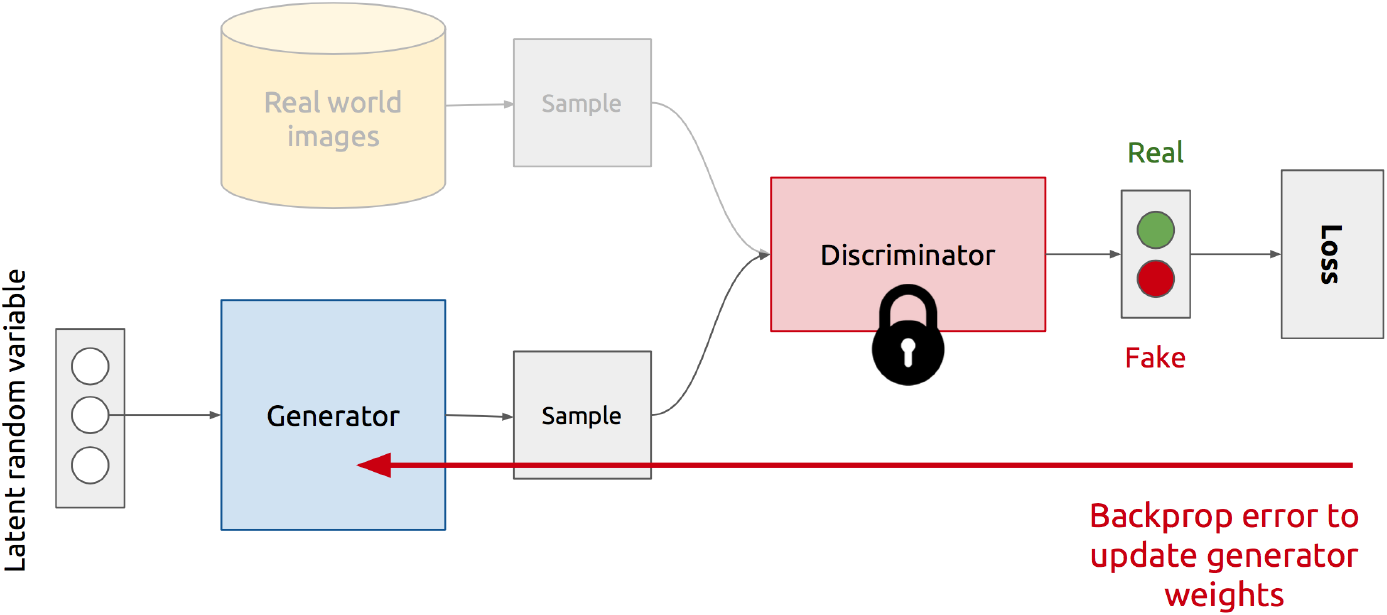 Real world
images
Sample
Real
Discriminator
Loss
Fake
Latent random variable
Generator
Sample
Backprop error to
update generator
weights